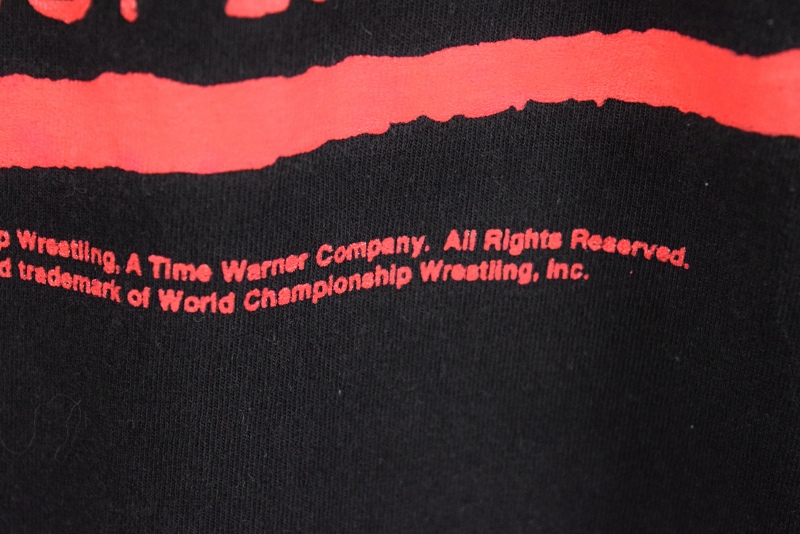 p Wrestling, A Time Warner Company. All Rights Reserved.
d trademark of World Championship Wrestling, Inc.